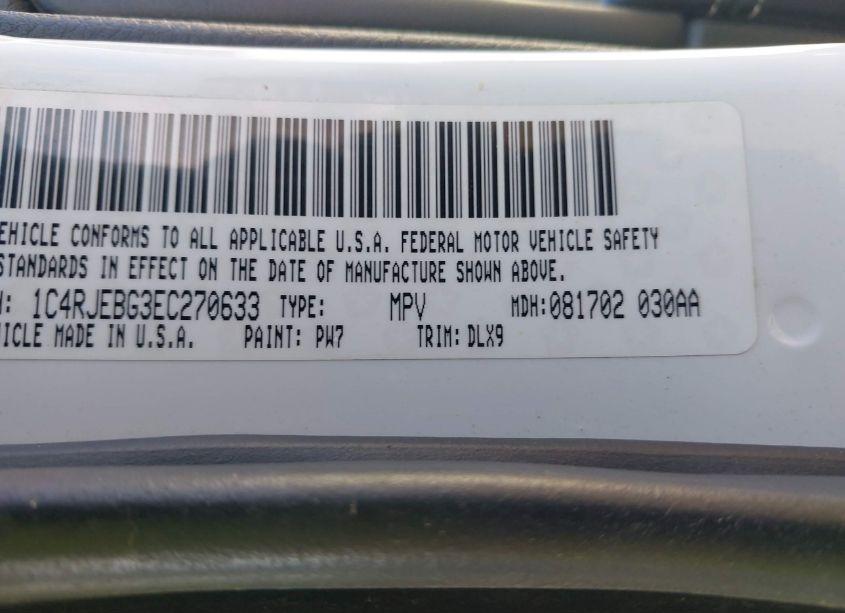 EHICLE CONFORMS TO ALL APPLICABLE U.S.A. FEDERAL MOTOR VEHICLE SAFETY
STANDARDS IN EFFECT ON THE DATE OF MANUFACTURE SHOWN ABOVE.
: 1C4RJEBG3EC270633 TYPE: MPV MDH:081702 030AA
HICLE MADE IN U.S.A. PAINT: PW7 TRIM: DLX9